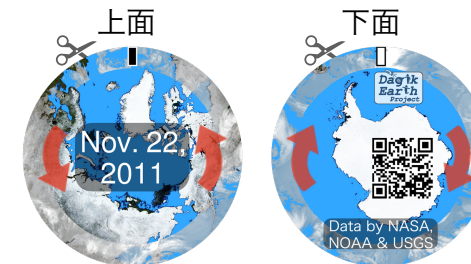 上面
下面
Nov. 22,
2011
Dagik
Earth
Project
Data by NASA,
NOAA & USGS